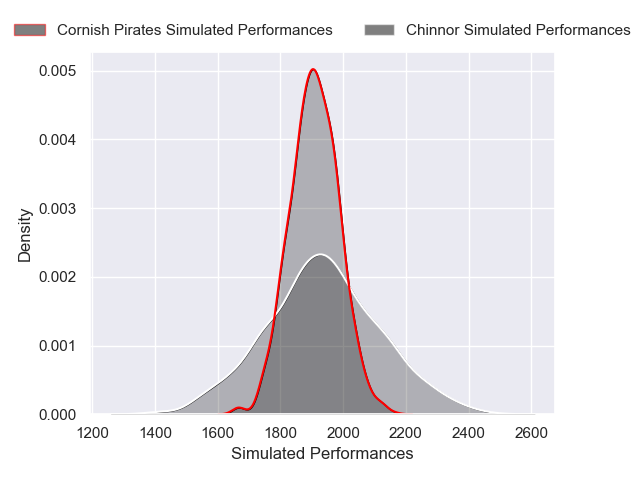 Cornish Pirates Simulated Performances
Chinnor Simulated Performances
0.005
0.004
0.003
0.002
0.001
0.000
Density
1200 1400 1600 1800 2000 2200 2400 2600
Simulated Performances